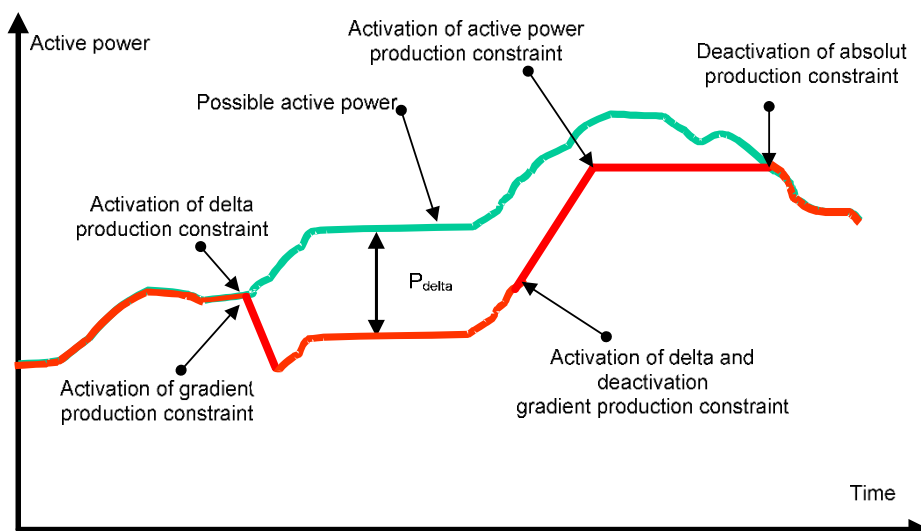 Active power
Activation of active power
production constraint
Deactivation of absolut
production constraint
Possible active power
Activation of delta
production constraint
Pdelta
Activation of gradient
production constraint
Activation of delta and
deactivation
gradient production constraint
Time